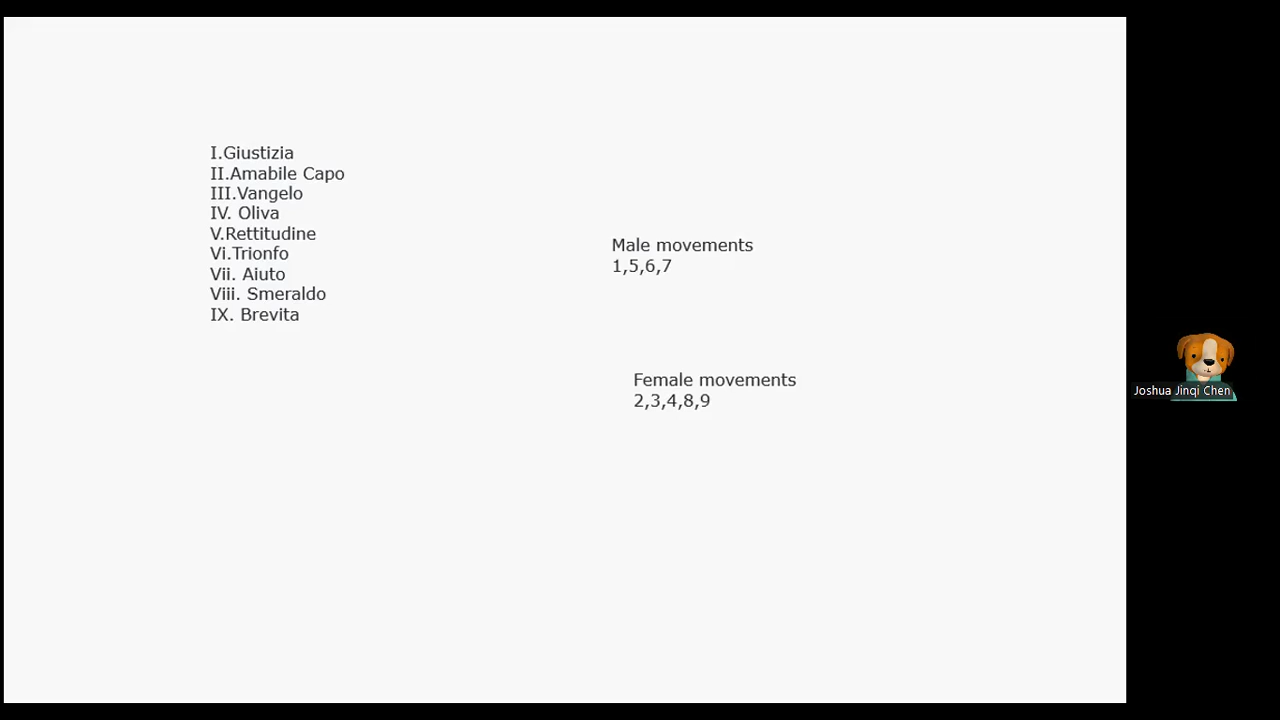 I.Giustizia
II.Amabile Capo
III.Vangelo
IV. Oliva
V.Rettitudine
Vi.Trionfo
Vii. Aiuto
Viii. Smeraldo
IX. Brevita
Male movements
1,5,6,7
Female movements
2,3,4,8,9
Joshua Jinqi Chen